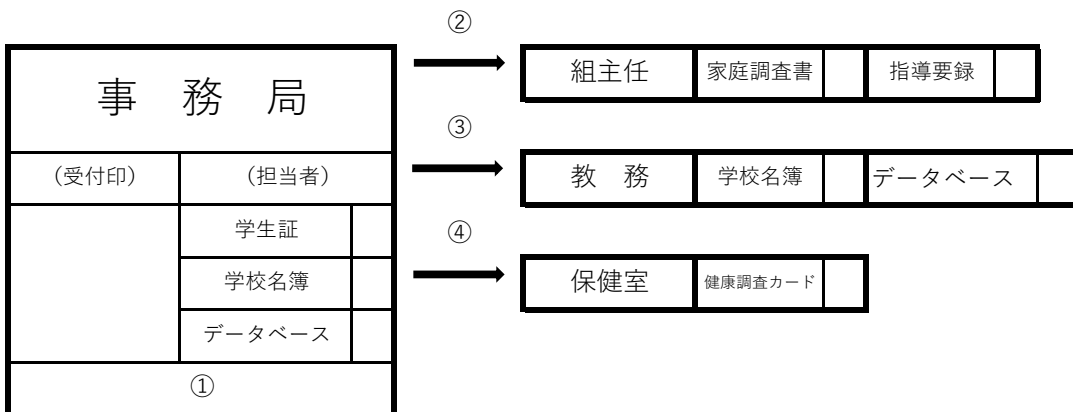 ②
組主任 家庭調査書 指導要録
事 務 局
③
(受付印) (担当者)
教 務 学校名簿 データベース
学生証
④
学校名簿
保健室 健康調査カード
データベース
①